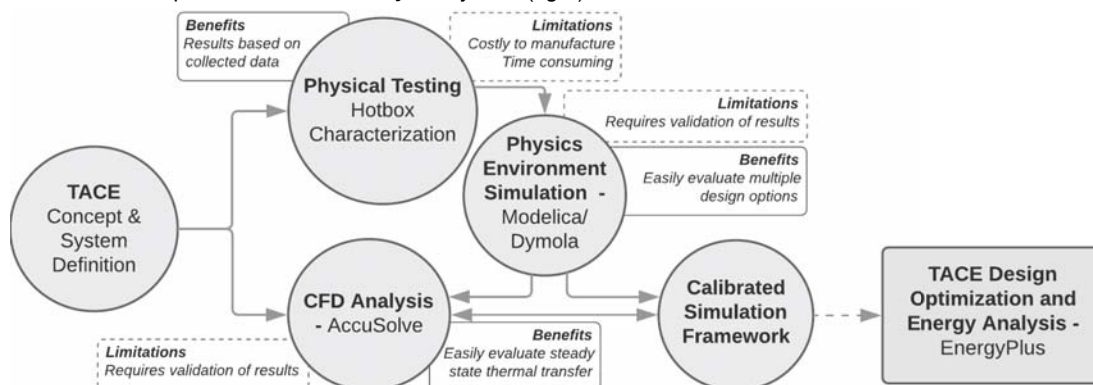 Benefits
Results based on
collected data
Limitations
Costly to manufacture
Time consuming
Physical Testing
Hotbox
Characterization
Limitations
Requires validation of results
Physics
Environment
Simulation -
Modelica/
Dymola
Benefits
Easily evaluate multiple
design options
TACE
Concept &
System
Definition
CFD Analysis
- AccuSolve
Limitations
Requires validation of results
Benefits
Easily evaluate steady
state thermal transfer
Calibrated
Simulation
Framework
TACE Design
Optimization and
Energy Analysis -
EnergyPlus